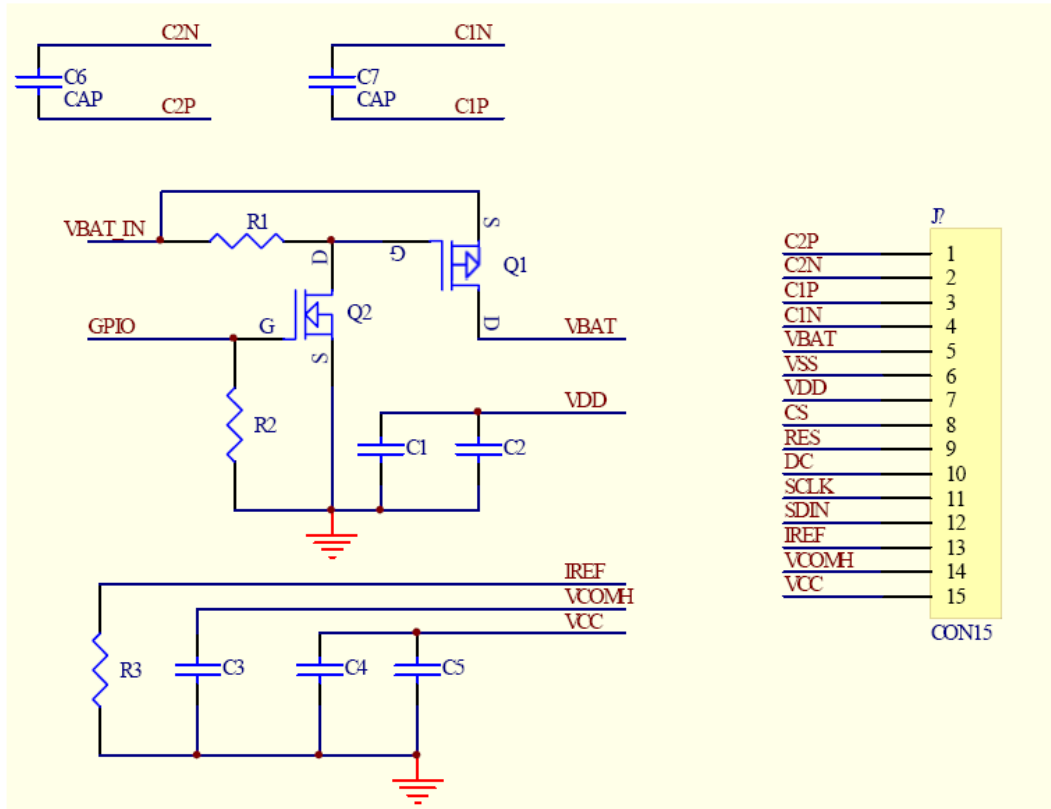 C2N
C6
CAP
C2P
C1N
C7
CAP
C1P
VBAT_IN
R1
S
D
G
Q1
D
VBAT
GPIO
G
Q2
S
R2
VDD
C1
C2
IREF
VCOMH
VCC
R3
C3
C4
C5
J?
C2P 1
C2N 2
C1P 3
C1N 4
VBAT 5
VSS 6
VDD 7
CS 8
RES 9
DC 10
SCLK 11
SDIN 12
IREF 13
VCOMH 14
VCC 15
CON15